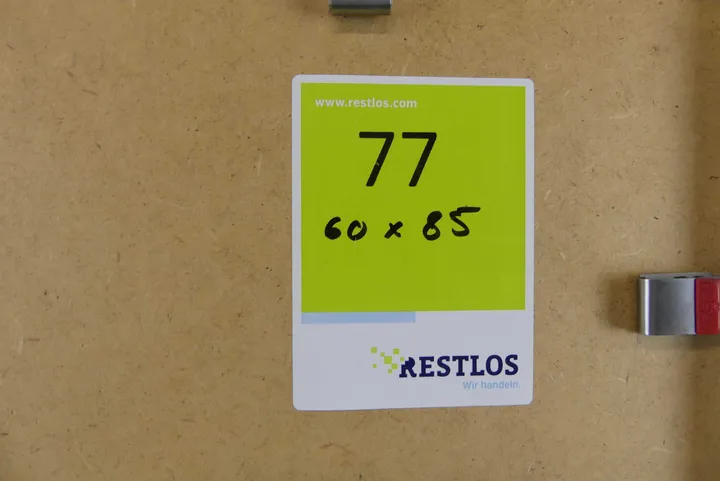 www.restlos.com
77
60 x 85
RESTLOS
Wir handeln.